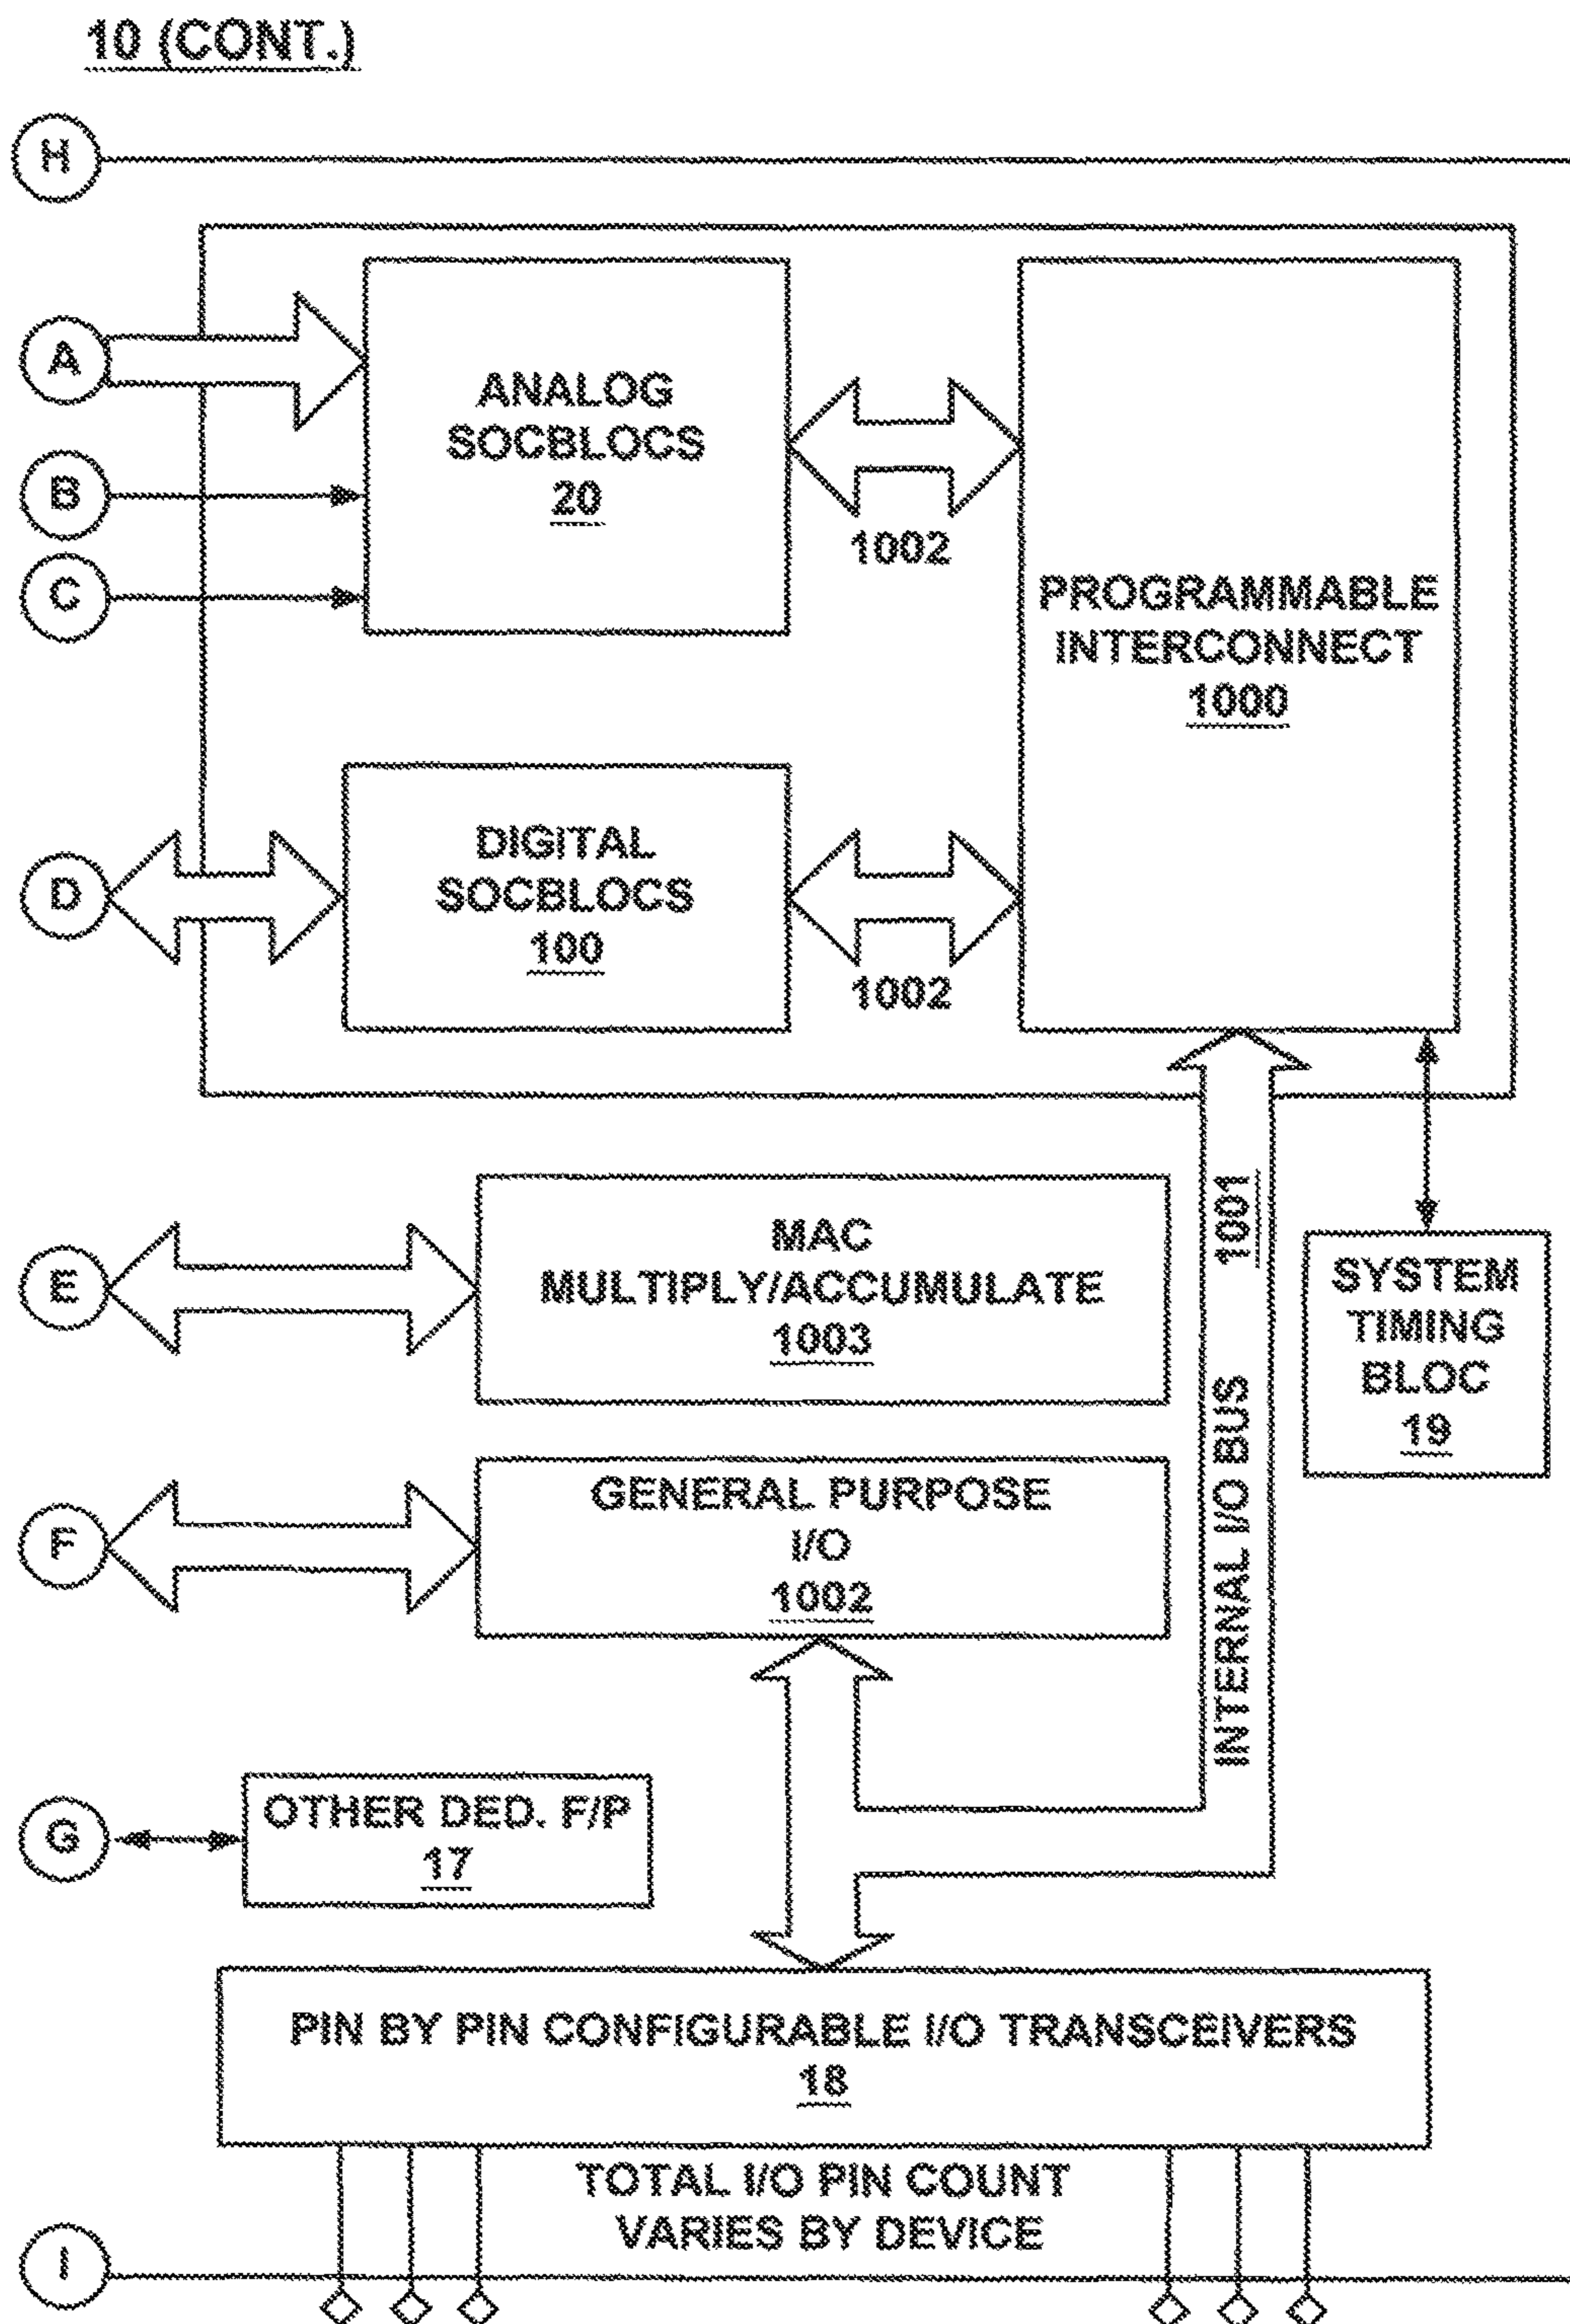 10 (CONT.)
H
A
ANALOG
SOCBLOCS
20
B
C
1002
PROGRAMMABLE
INTERCONNECT
1000
D
DIGITAL
SOCBLOCS
100
1002
E
MAC
MULTIPLY/ACCUMULATE
1003
INTERNAL I/O BUS 1001
SYSTEM
TIMING
BLOC
19
F
GENERAL PURPOSE
I/O
1002
G
OTHER DED. F/P
17
PIN BY PIN CONFIGURABLE I/O TRANSCEIVERS
18
TOTAL I/O PIN COUNT
VARIES BY DEVICE
I